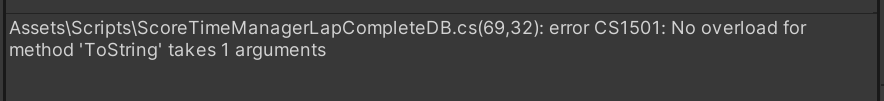 Assets\Scripts\ScoreTimeManagerLapCompleteDB.cs(69,32): error CS1501: No overload for
method 'ToString' takes 1 arguments